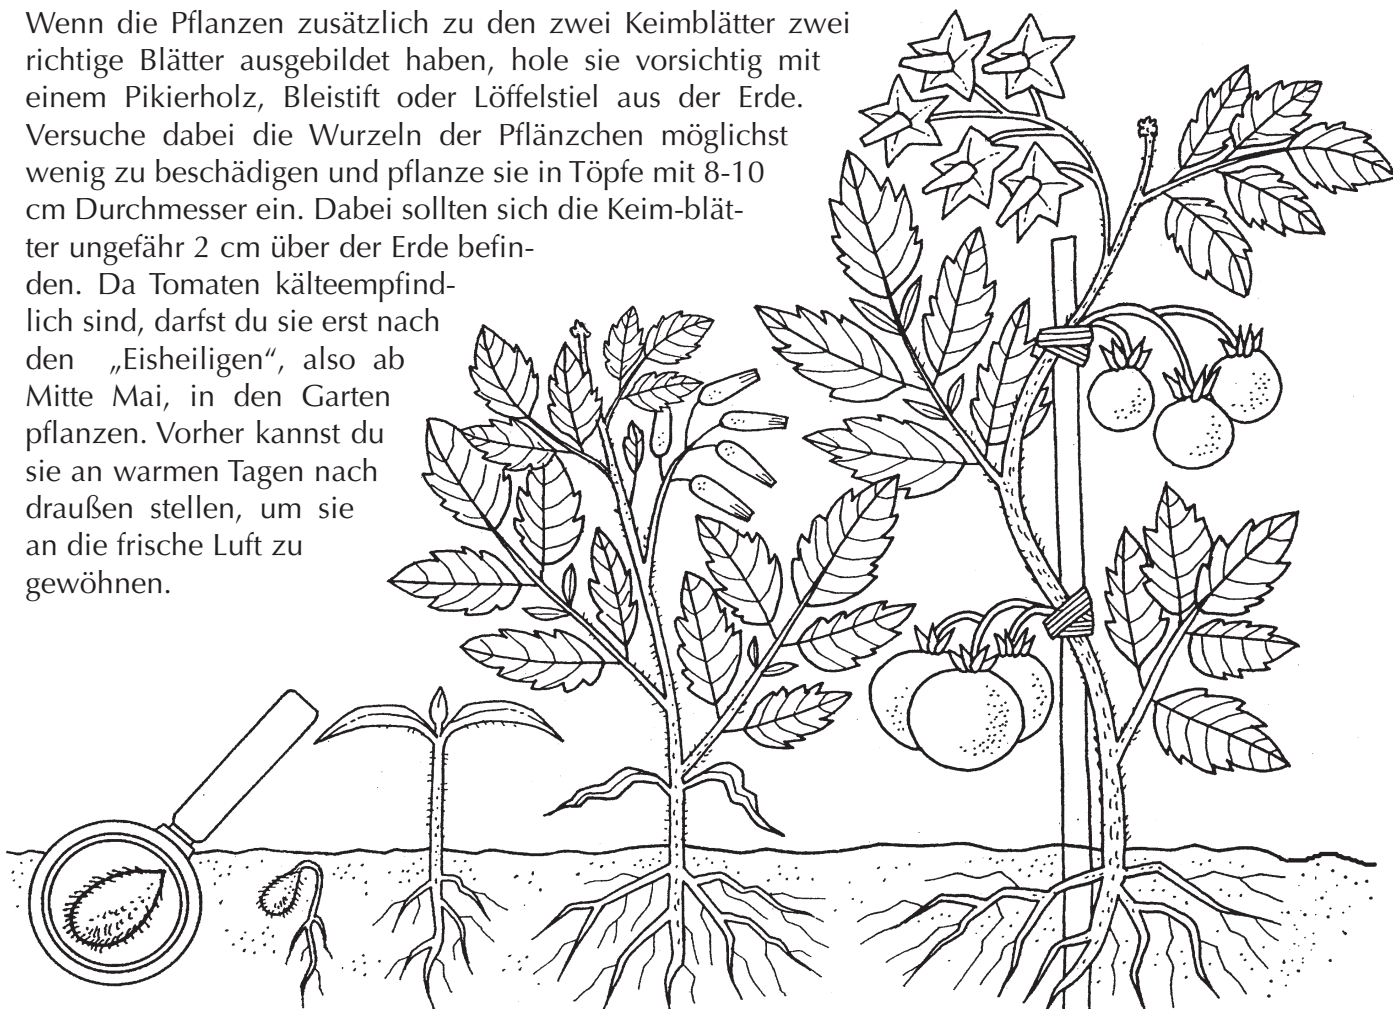 Wenn die Pflanzen zusätzlich zu den zwei Keimblätter zwei
richtige Blätter ausgebildet haben, hole sie vorsichtig mit
einem Pikierholz, Bleistift oder Löffelstiel aus der Erde.
Versuche dabei die Wurzeln der Pflänzchen möglichst
wenig zu beschädigen und pflanze sie in Töpfe mit 8-10
cm Durchmesser ein. Dabei sollten sich die Keim-blät-
ter ungefähr 2 cm über der Erde befin-
den. Da Tomaten kälteempfind-
lich sind, darfst du sie erst nach
den „Eisheiligen“, also ab
Mitte Mai, in den Garten
pflanzen. Vorher kannst du
sie an warmen Tagen nach
draußen stellen, um sie
an die frische Luft zu
gewöhnen.